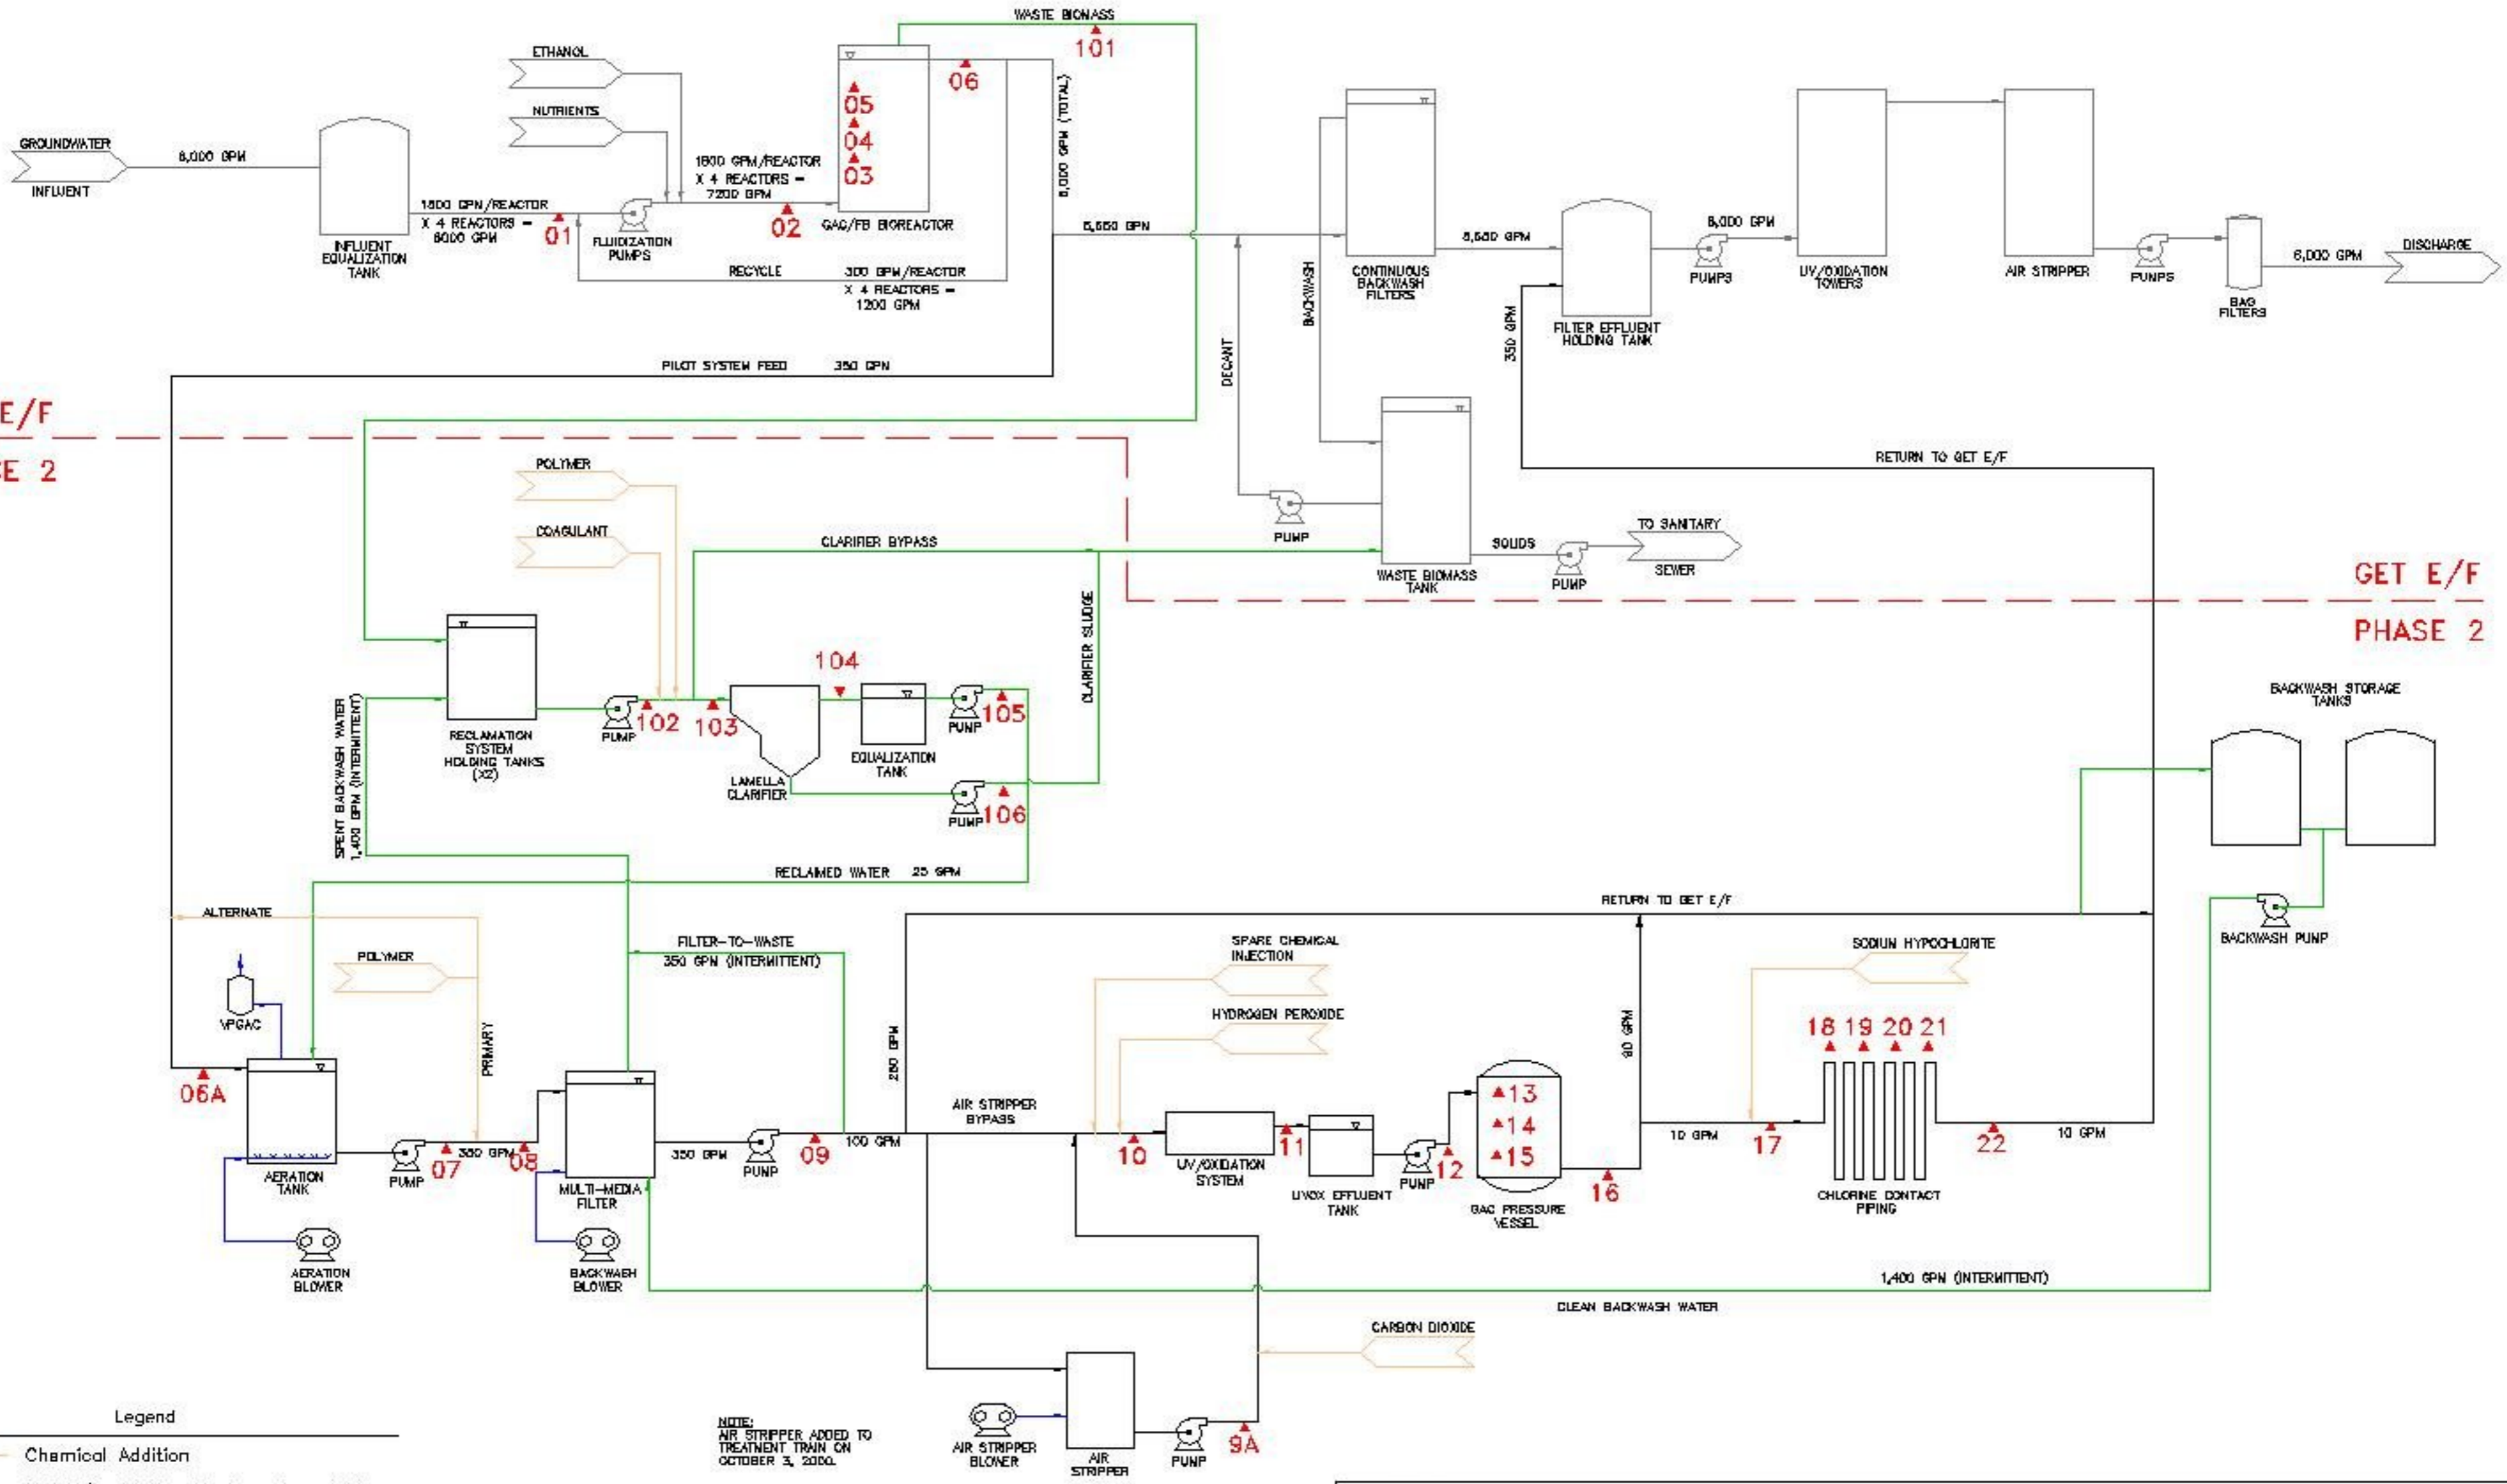 WASTE BIOMASS
101
ETHANOL
NUTRIENTS
06
05
04
03
6,000 GPM (TOTAL)
GROUNDWATER
INFLUENT
6,000 GPM
INFLUENT
EQUALIZATION
TANK
1500 GPM/REACTOR
X 4 REACTORS =
6000 GPM
01
FLUIDIZATION
PUMPS
1800 GPM/REACTOR
X 4 REACTORS =
7200 GPM
02
GAC/FB BIOREACTOR
RECYCLE
300 GPM/REACTOR
X 4 REACTORS =
1200 GPM
5,650 GPM
BACKWASH
CONTINUOUS
BACKWASH
FILTERS
5,650 GPM
FILTER EFFLUENT
HOLDING TANK
6,000 GPM
PUMPS
UV/OXIDATION
TOWERS
AIR STRIPPER
PUMPS
BAG
FILTERS
6,000 GPM
DISCHARGE
350 GPM
DECANT
PILOT SYSTEM FEED 350 GPM
E/F
E 2
RETURN TO GET E/F
POLYMER
COAGULANT
CLARIFIER BYPASS
PUMP
WASTE BIOMASS
TANK
SOLIDS
PUMP
TO SANITARY
SEWER
GET E/F
PHASE 2
CLARIFIER SLUDGE
RECLAMATION
SYSTEM
HOLDING TANKS
(X2)
PUMP
102
103
104
LAMELLA
CLARIFIER
EQUALIZATION
TANK
PUMP
105
PUMP
106
SPENT BACKWASH WATER
1,400 GPM (INTERMITTENT)
BACKWASH STORAGE
TANKS
RECLAIMED WATER 25 GPM
ALTERNATE
RETURN TO GET E/F
BACKWASH PUMP
POLYMER
VPGAC
PRIMARY
FILTER-TO-WASTE
350 GPM (INTERMITTENT)
250 GPM
SPARE CHEMICAL
INJECTION
HYDROGEN PEROXIDE
90 GPM
SODIUM HYPOCHLORITE
18 19 20 21
06A
AERATION
TANK
PUMP
07
350 GPM
08
MULTI-MEDIA
FILTER
350 GPM
PUMP
09
100 GPM
AIR STRIPPER
BYPASS
10
UV/OXIDATION
SYSTEM
11
UVOX EFFLUENT
TANK
PUMP
12
13
14
15
GAC PRESSURE
VESSEL
16
10 GPM
17
CHLORINE CONTACT
PIPING
22
10 GPM
AERATION
BLOWER
BACKWASH
BLOWER
1,400 GPM (INTERMITTENT)
CLEAN BACKWASH WATER
CARBON DIOXIDE
NOTE:
AIR STRIPPER ADDED TO
TREATMENT TRAIN ON
OCTOBER 3, 2000.
AIR STRIPPER
BLOWER
AIR
STRIPPER
PUMP
9A
Legend
Chemical Addition